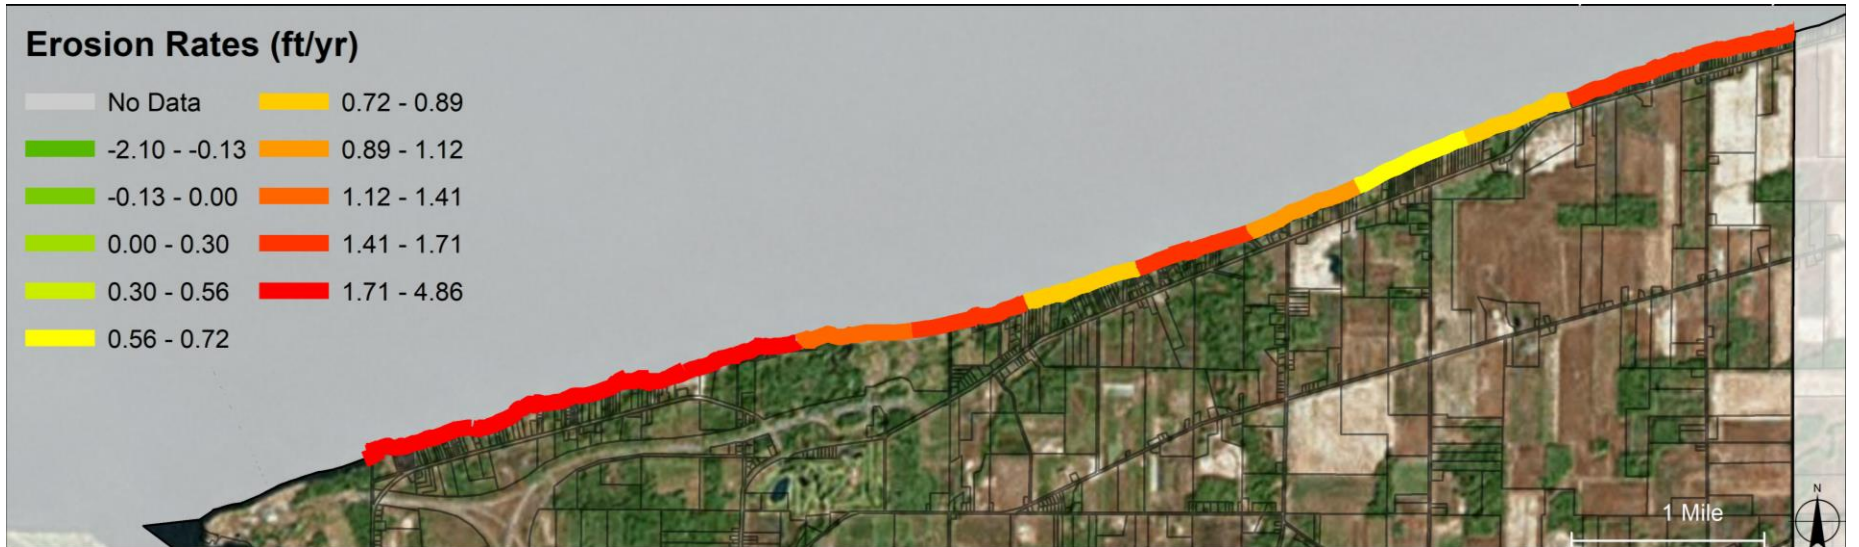 Erosion Rates (ft/yr)
No Data
-2.10 - -0.13
-0.13 - 0.00
0.00 - 0.30
0.30 - 0.56
0.56 - 0.72
0.72 - 0.89
0.89 - 1.12
1.12 - 1.41
1.41 - 1.71
1.71 - 4.86
1 Mile
N